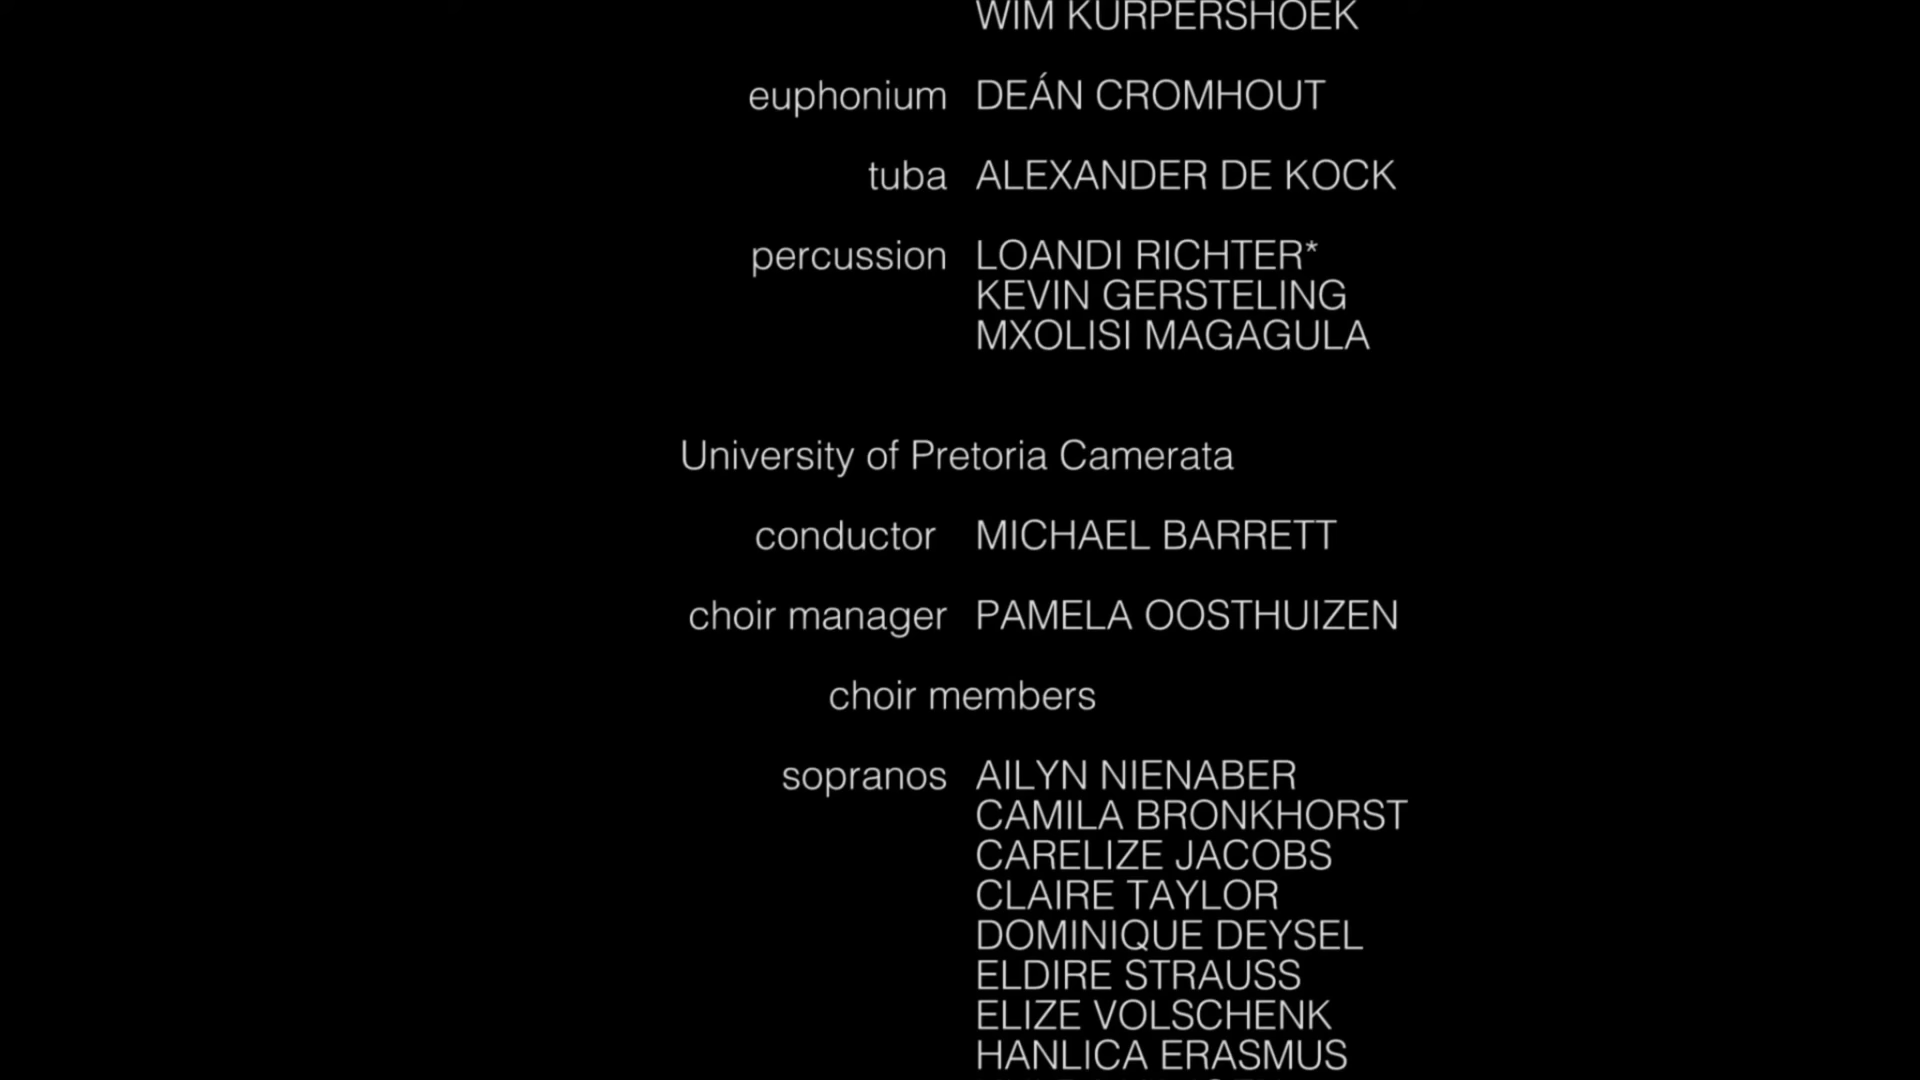 WIM KURPERSHOEK
euphonium DEÁN CROMHOUT
tuba ALEXANDER DE KOCK
percussion LOANDI RICHTER*
KEVIN GERSTELING
MXOLISI MAGAGULA
University of Pretoria Camerata
conductor MICHAEL BARRETT
choir manager PAMELA OOSTHUIZEN
choir members
sopranos AILYN NIENABER
CAMILA BRONKHORST
CARELIZE JACOBS
CLAIRE TAYLOR
DOMINIQUE DEYSEL
ELDIRE STRAUSS
ELIZE VOLSCHENK
HANLICA ERASMUS